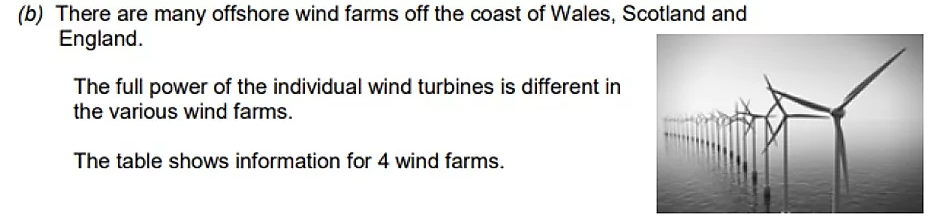 (b) There are many offshore wind farms off the coast of Wales, Scotland and
England.
The full power of the individual wind turbines is different in
the various wind farms.
The table shows information for 4 wind farms.